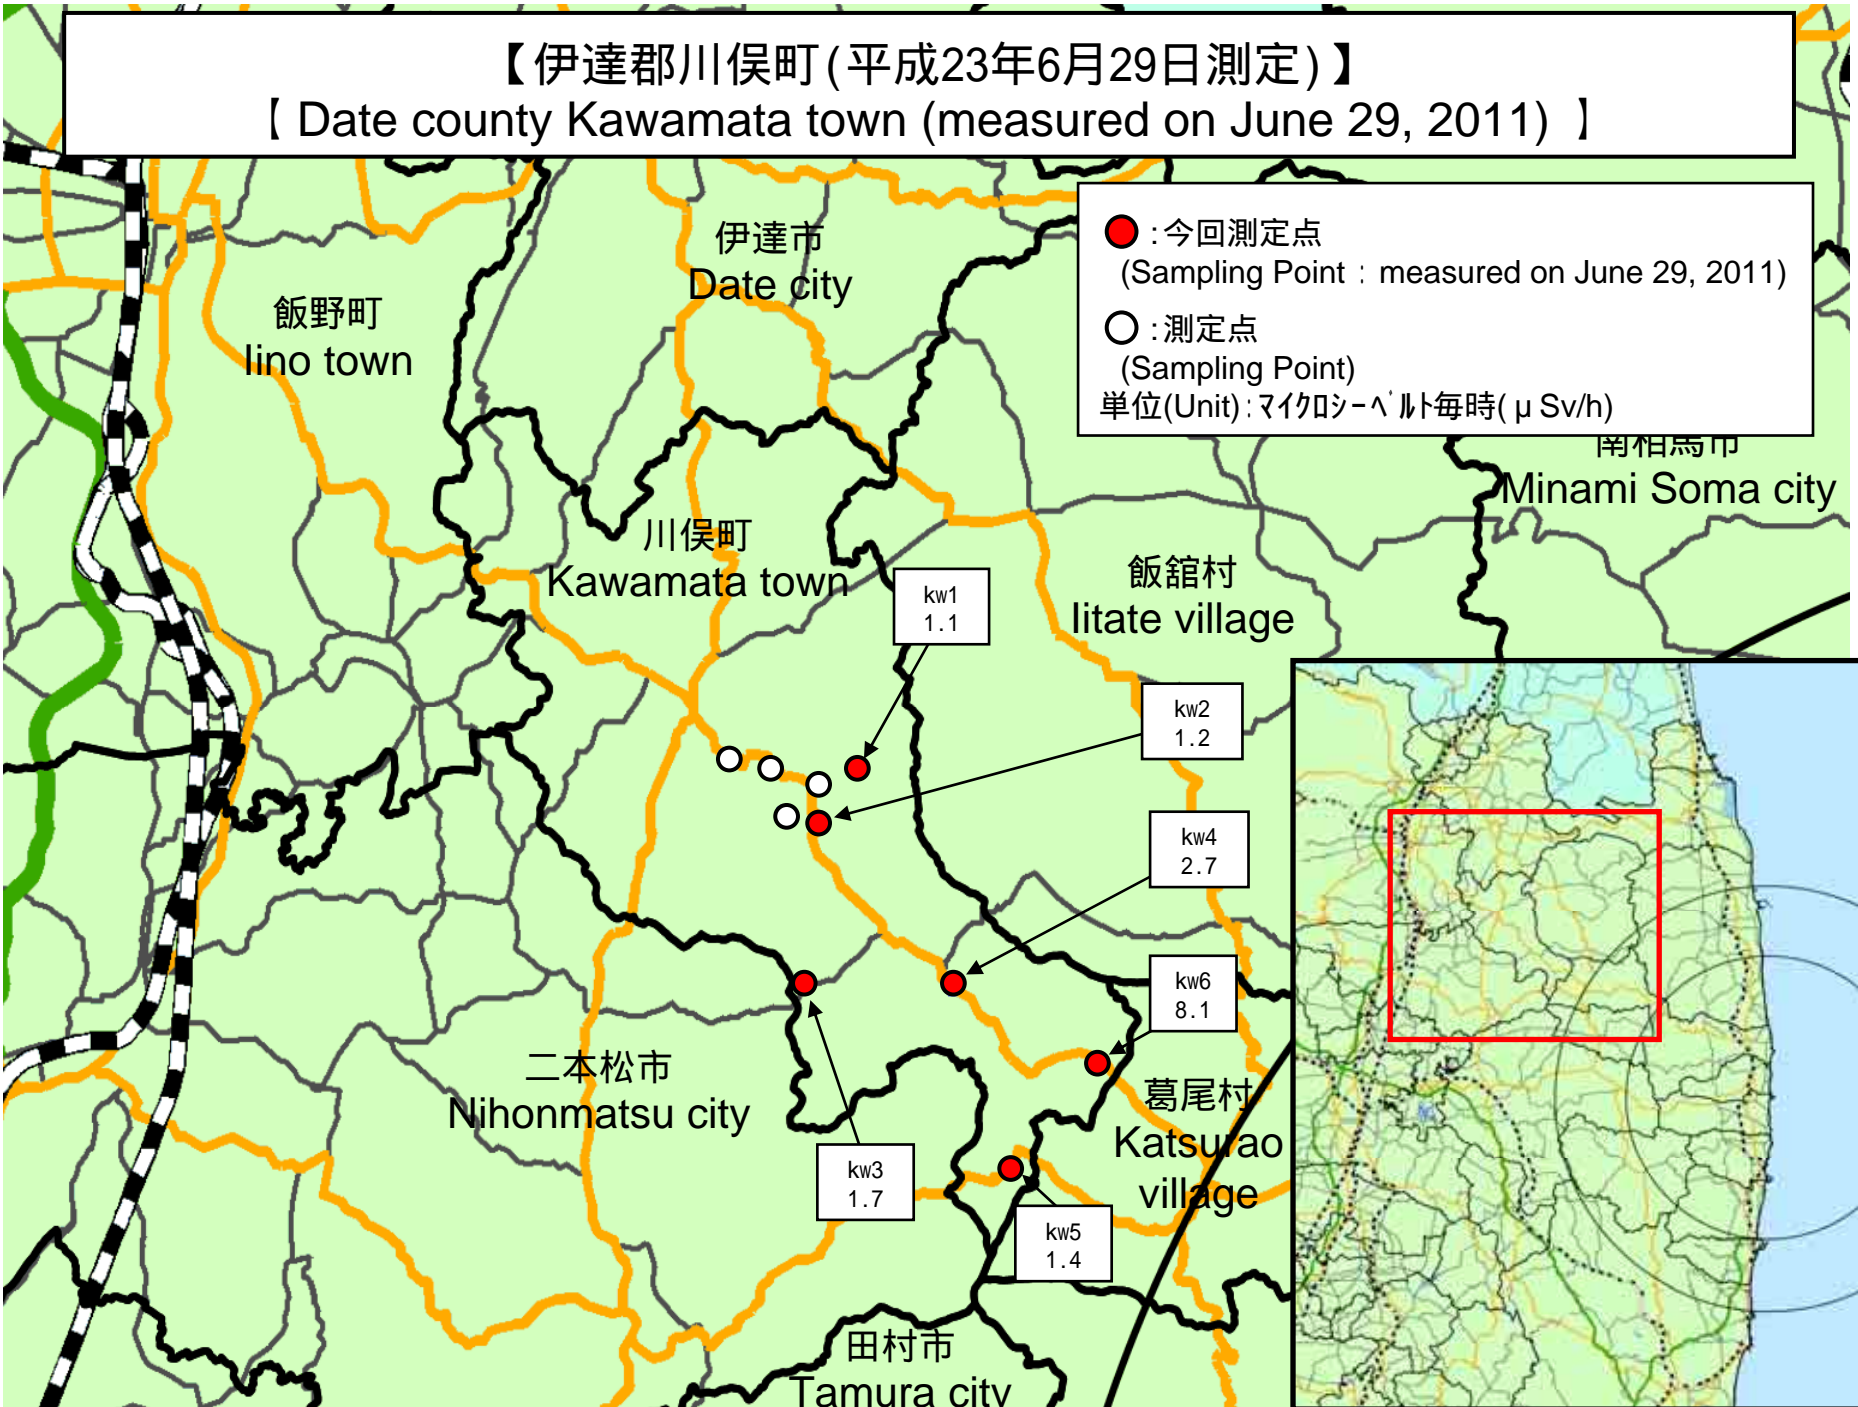 【伊達郡川俣町(平成23年6月29日測定)】
【 Date county Kawamata town (measured on June 29, 2011) 】
:今回測定点
(Sampling Point : measured on June 29, 2011)
:測定点
(Sampling Point)
単位(Unit):マイクロシーベルト毎時(μSv/h)
伊達市
Date city
飯野町
Iino town
南相馬市
Minami Soma city
川俣町
Kawamata town
飯舘村
Iitate village
kw1
1.1
kw2
1.2
kw4
2.7
kw6
8.1
二本松市
Nihonmatsu city
葛尾村
Katsurao
village
kw3
1.7
kw5
1.4
田村市
Tamura city